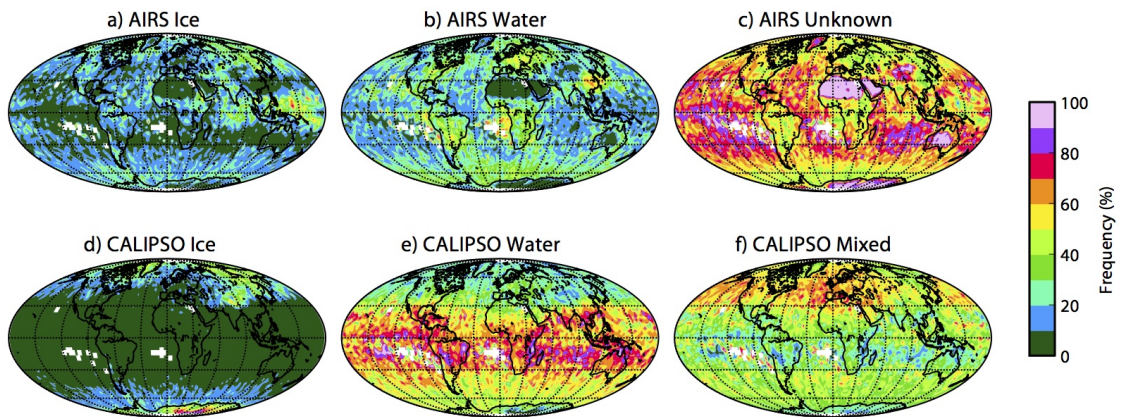 a) AIRS Ice
b) AIRS Water
c) AIRS Unknown
d) CALIPSO Ice
e) CALIPSO Water
f) CALIPSO Mixed
100
80
60
40
20
0
Frequency (%)